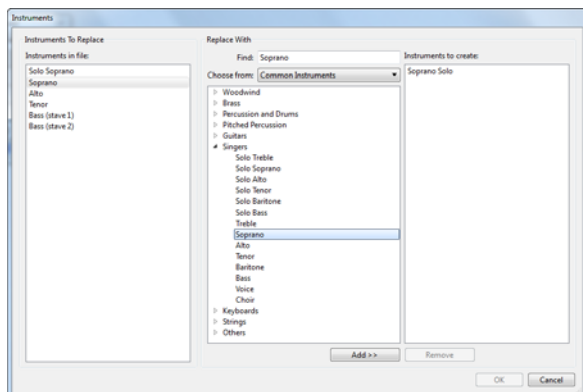 Instruments
Instruments To Replace
Instruments in file:
Solo Soprano
Soprano
Alto
Tenor
Bass (stave 1)
Bass (stave 2)
Replace With
Find: Soprano
Choose from: Common Instruments
Woodwind
Brass
Percussion and Drums
Pitched Percussion
Guitars
Singers
Solo Treble
Solo Soprano
Solo Alto
Solo Tenor
Solo Baritone
Solo Bass
Treble
Soprano
Alto
Tenor
Baritone
Bass
Voice
Choir
Keyboards
Strings
Others
Add >>
Instruments to create:
Soprano Solo
Remove
OK
Cancel